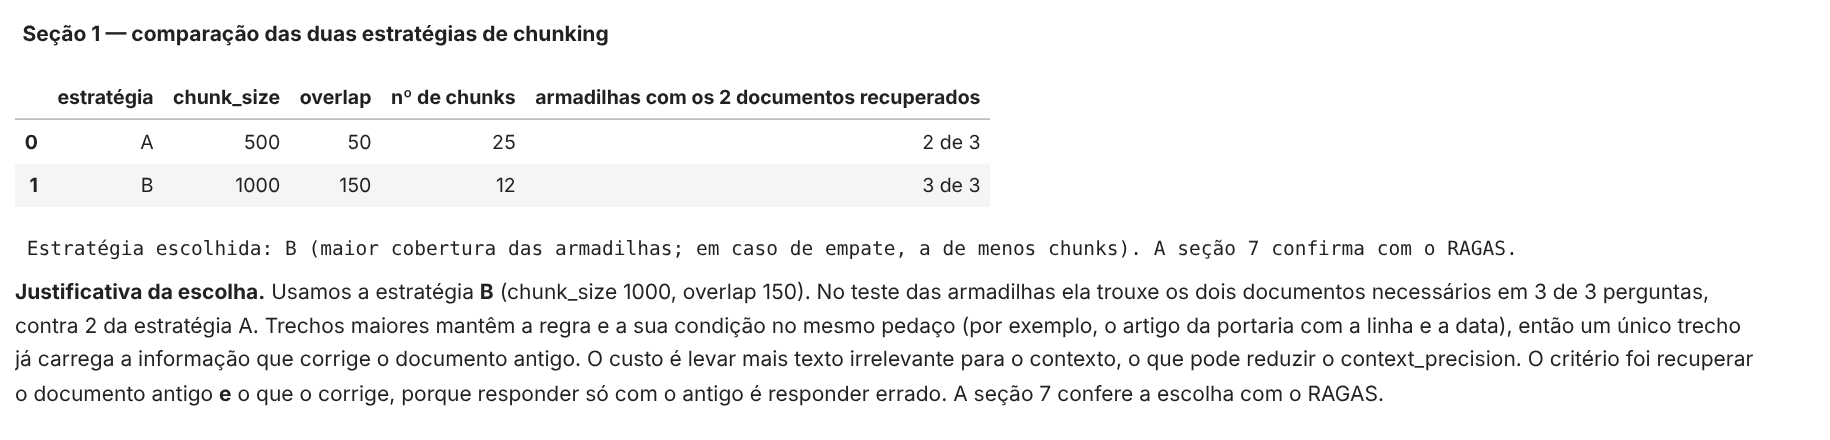 Seção 1 — comparação das duas estratégias de chunking
estratégia chunk_size overlap nº de chunks armadilhas com os 2 documentos recuperados
0 A 500 50 25 2 de 3
1 B 1000 150 12 3 de 3
Estratégia escolhida: B (maior cobertura das armadilhas; em caso de empate, a de menos chunks). A seção 7 confirma com o RAGAS.
Justificativa da escolha. Usamos a estratégia B (chunk_size 1000, overlap 150). No teste das armadilhas ela trouxe os dois documentos necessários em 3 de 3 perguntas,
contra 2 da estratégia A. Trechos maiores mantêm a regra e a sua condição no mesmo pedaço (por exemplo, o artigo da portaria com a linha e a data), então um único trecho
já carrega a informação que corrige o documento antigo. O custo é levar mais texto irrelevante para o contexto, o que pode reduzir o context_precision. O critério foi recuperar
o documento antigo e o que o corrige, porque responder só com o antigo é responder errado. A seção 7 confere a escolha com o RAGAS.